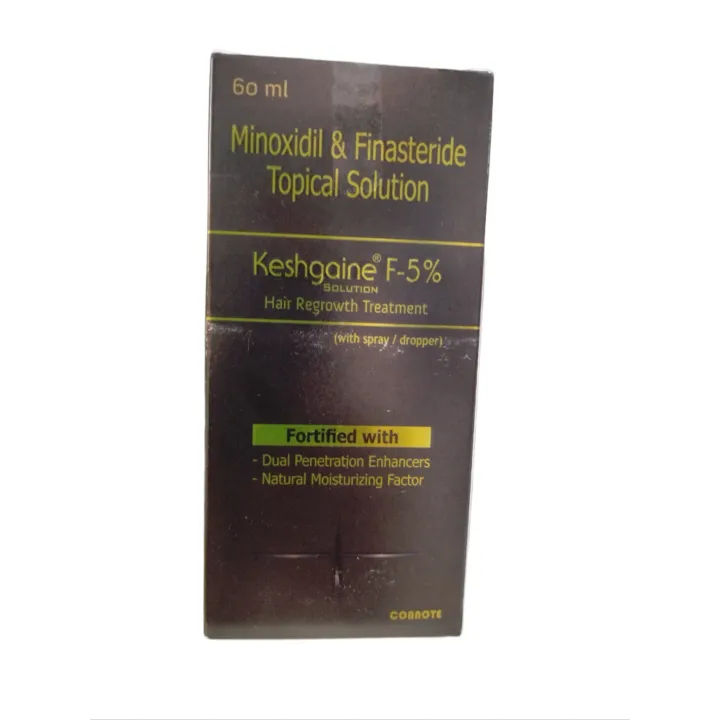 60 ml
Minoxidil & Finasteride
Topical Solution
Keshgaine® F-5%
SOLUTION
Hair Regrowth Treatment
(with spray / dropper)
Fortified with
- Dual Penetration Enhancers
- Natural Moisturizing Factor
CONNOTE